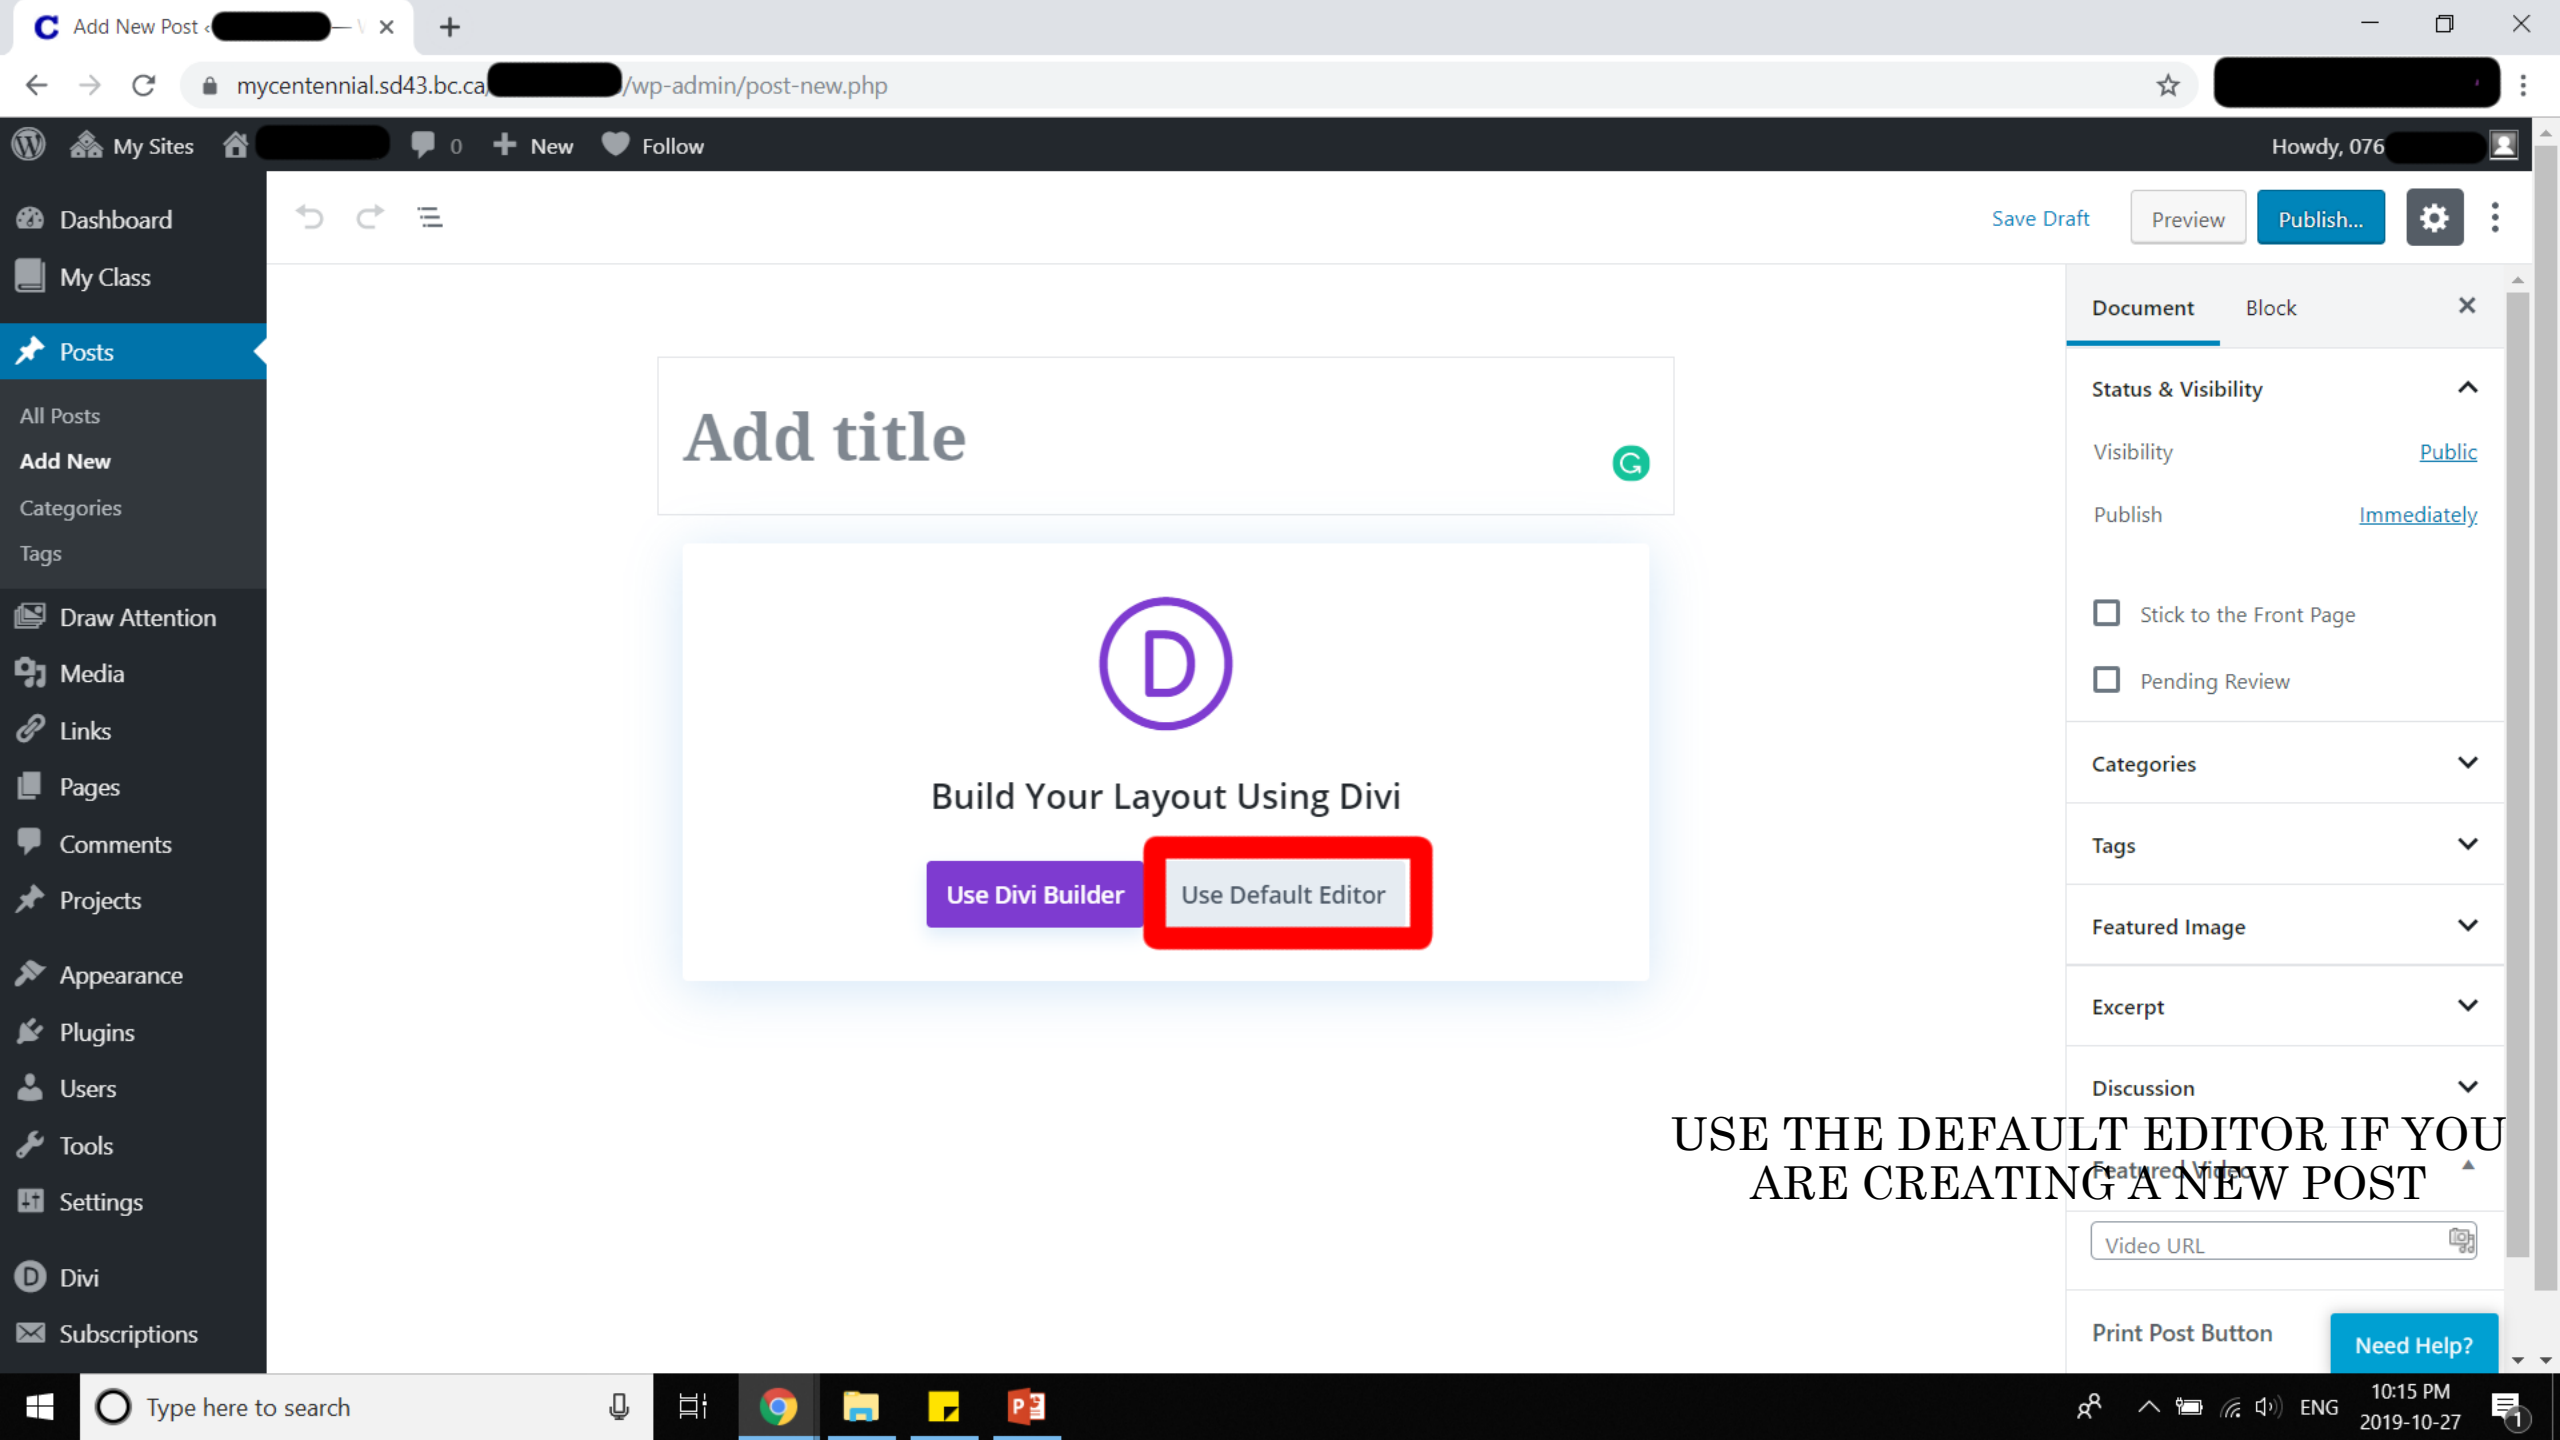 Add New Post ‹ —
mycentennial.sd43.bc.ca/ /wp-admin/post-new.php
My Sites 0 New Follow Howdy, 076
Dashboard
My Class
Posts
All Posts
Add New
Categories
Tags
Draw Attention
Media
Links
Pages
Comments
Projects
Appearance
Plugins
Users
Tools
Settings
Divi
Subscriptions
Save Draft Preview Publish...
Add title
D
Build Your Layout Using Divi
Use Divi Builder Use Default Editor
Document Block
Status & Visibility
Visibility Public
Publish Immediately
Stick to the Front Page
Pending Review
Categories
Tags
Featured Image
Excerpt
Discussion
USE THE DEFAULT EDITOR IF YOU
ARE CREATING A NEW POST
Featured Video
Video URL
Print Post Button
Need Help?
Type here to search
ENG
10:15 PM
2019-10-27
1